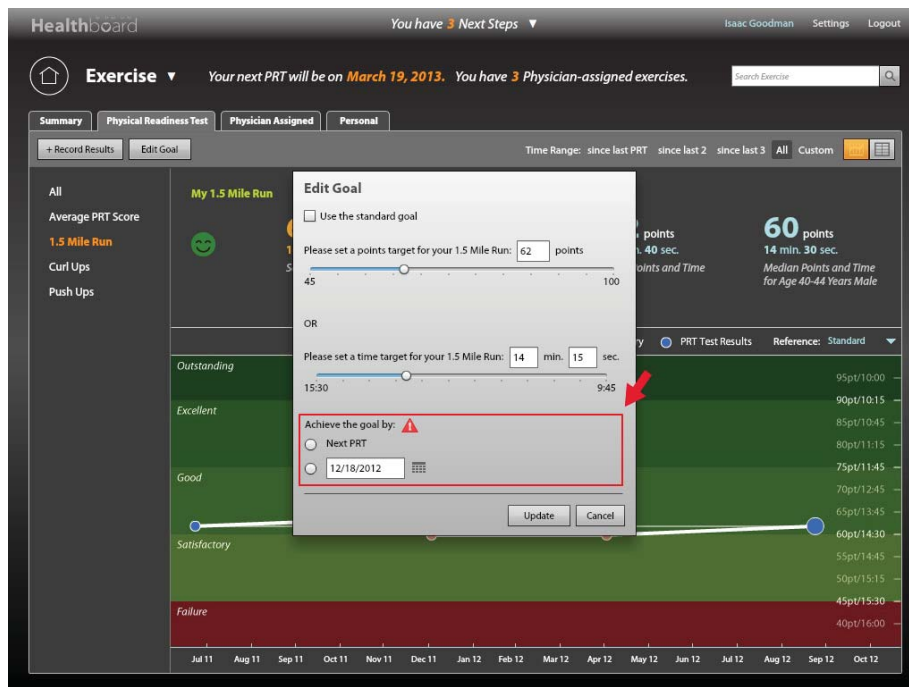 Healthboard
You have 3 Next Steps ▼
Isaac Goodman Settings Logout
Exercise ▼
Your next PRT will be on March 19, 2013. You have 3 Physician-assigned exercises.
Search Exercise
Summary Physical Readiness Test Physician Assigned Personal
+ Record Results Edit Goal
Time Range: since last PRT since last 2 since last 3 All Custom
All
Average PRT Score
1.5 Mile Run
Curl Ups
Push Ups
My 1.5 Mile Run
Edit Goal
Use the standard goal
Please set a points target for your 1.5 Mile Run: 62 points
45 100
OR
Please set a time target for your 1.5 Mile Run: 14 min. 15 sec.
15:30 9:45
Achieve the goal by:
Next PRT
12/18/2012
Update Cancel
points
40 sec.
and Time
60 points
14 min. 30 sec.
Median Points and Time
for Age 40-44 Years Male
PRT Test Results Reference: Standard
Outstanding
95pt/10:00
90pt/10:15
Excellent
85pt/10:45
80pt/11:15
75pt/11:45
Good
70pt/12:45
65pt/13:45
60pt/14:30
Satisfactory
55pt/14:45
50pt/15:15
45pt/15:30
Failure
40pt/16:00
Jul 11 Aug 11 Sep 11 Oct 11 Nov 11 Dec 11 Jan 12 Feb 12 Mar 12 Apr 12 May 12 Jun 12 Jul 12 Aug 12 Sep 12 Oct 12